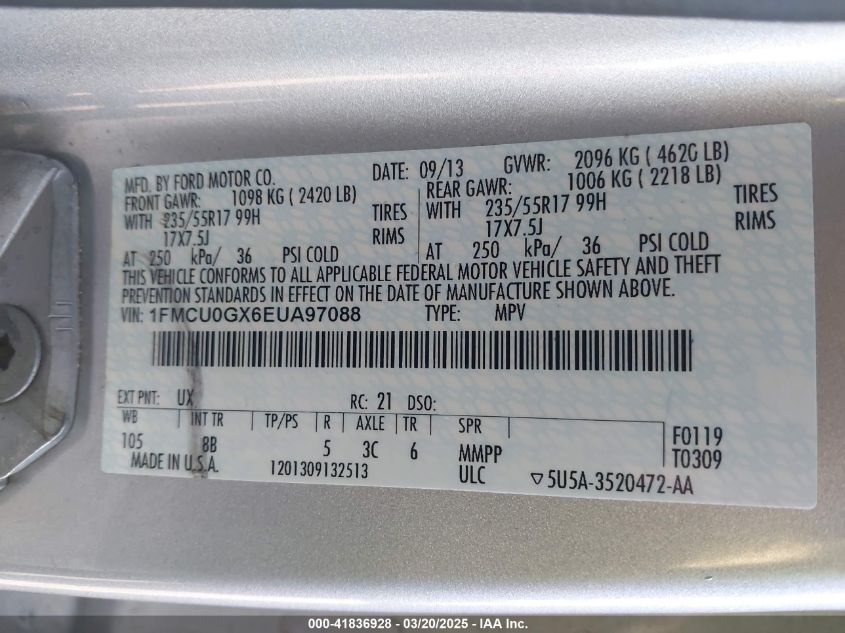 MFD. BY FORD MOTOR CO. DATE: 09/13 GVWR: 2096 KG ( 4620 LB)
FRONT GAWR: 1098 KG ( 2420 LB) REAR GAWR: 1006 KG ( 2218 LB)
WITH 235/55R17 99H TIRES WITH 235/55R17 99H TIRES
17X7.5J RIMS 17X7.5J RIMS
AT 250 kPa/ 36 PSI COLD AT 250 kPa/ 36 PSI COLD
THIS VEHICLE CONFORMS TO ALL APPLICABLE FEDERAL MOTOR VEHICLE SAFETY AND THEFT
PREVENTION STANDARDS IN EFFECT ON THE DATE OF MANUFACTURE SHOWN ABOVE.
VIN: 1FMCU0GX6EUA97088 TYPE: MPV
EXT PNT: UX RC: 21 DSO:
WB INT TR TP/PS R AXLE TR SPR
105 8B 5 3C 6 MMPP F0119
MADE IN U.S.A. 1201309132513 ULC T0309
▽5U5A-3520472-AA
000-41836928 - 03/20/2025 - IAA Inc.